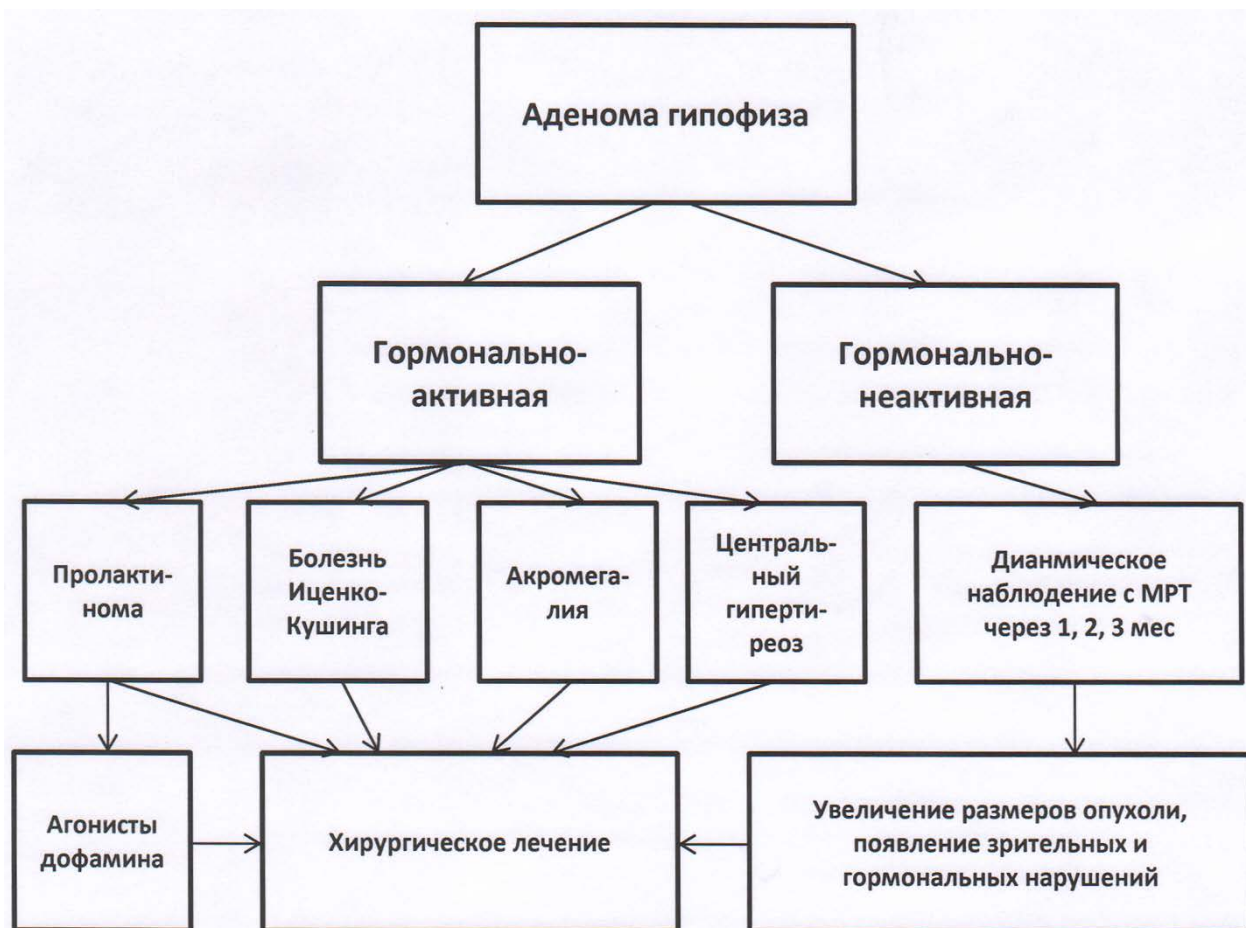 Аденома гипофиза
Гормонально-
активная
Гормонально-
неактивная
Пролакти-
нома
Болезнь
Иценко-
Кушинга
Акромега-
лия
Централь-
ный
гиперти-
реоз
Дианмическое
наблюдение с МРТ
через 1, 2, 3 мес
Агонисты
дофамина
Хирургическое лечение
Увеличение размеров опухоли,
появление зрительных и
гормональных нарушений